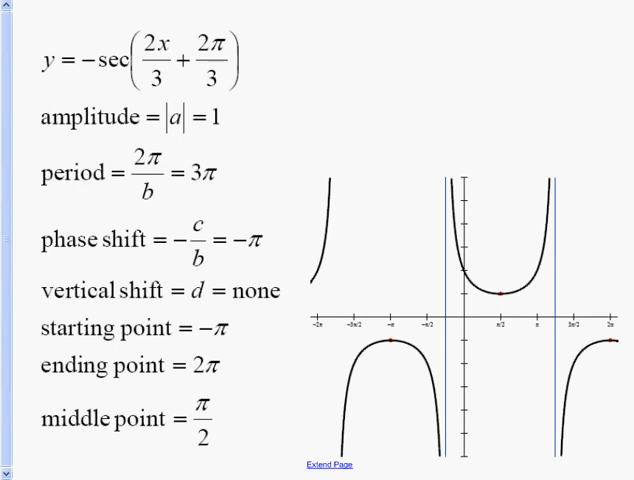 y = −sec(2x/3 + 2π/3)
amplitude = |a| = 1
period = 2π/b = 3π
phase shift = −c/b = −π
vertical shift = d = none
starting point = −π
ending point = 2π
middle point = π/2
-2π -3π/2 -π -π/2 π/2 π 3π/2 2π
Extend Page